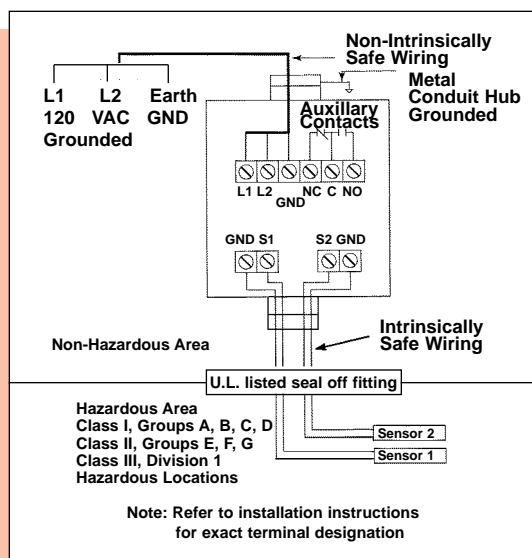 Non-Intrinsically
Safe Wiring
L1 L2 Earth
120 VAC GND
Grounded
Metal
Conduit Hub
Grounded
Auxillary
Contacts
L1 L2 GND NC C NO
GND S1 S2 GND
Non-Hazardous Area
Intrinsically
Safe Wiring
U.L. listed seal off fitting
Hazardous Area
Class I, Groups A, B, C, D
Class II, Groups E, F, G
Class III, Division 1
Hazardous Locations
Sensor 2
Sensor 1
Note: Refer to installation instructions
for exact terminal designation